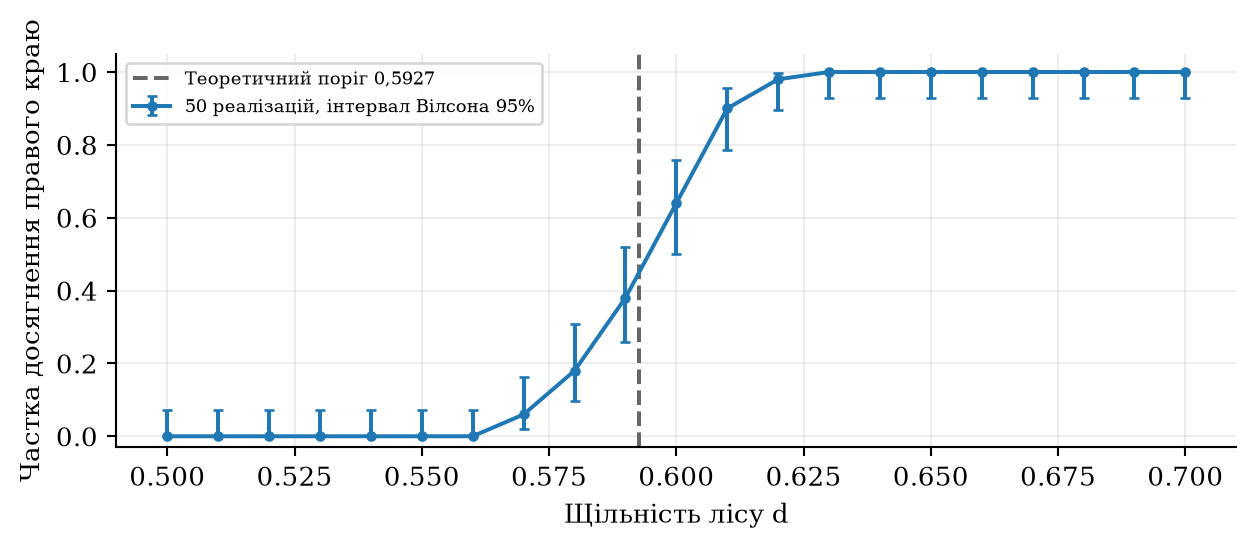 Частка досягнення правого краю
1.0
0.8
0.6
0.4
0.2
0.0
Теоретичний поріг 0,5927
50 реалізацій, інтервал Вілсона 95%
0.500 0.525 0.550 0.575 0.600 0.625 0.650 0.675 0.700
Щільність лісу d